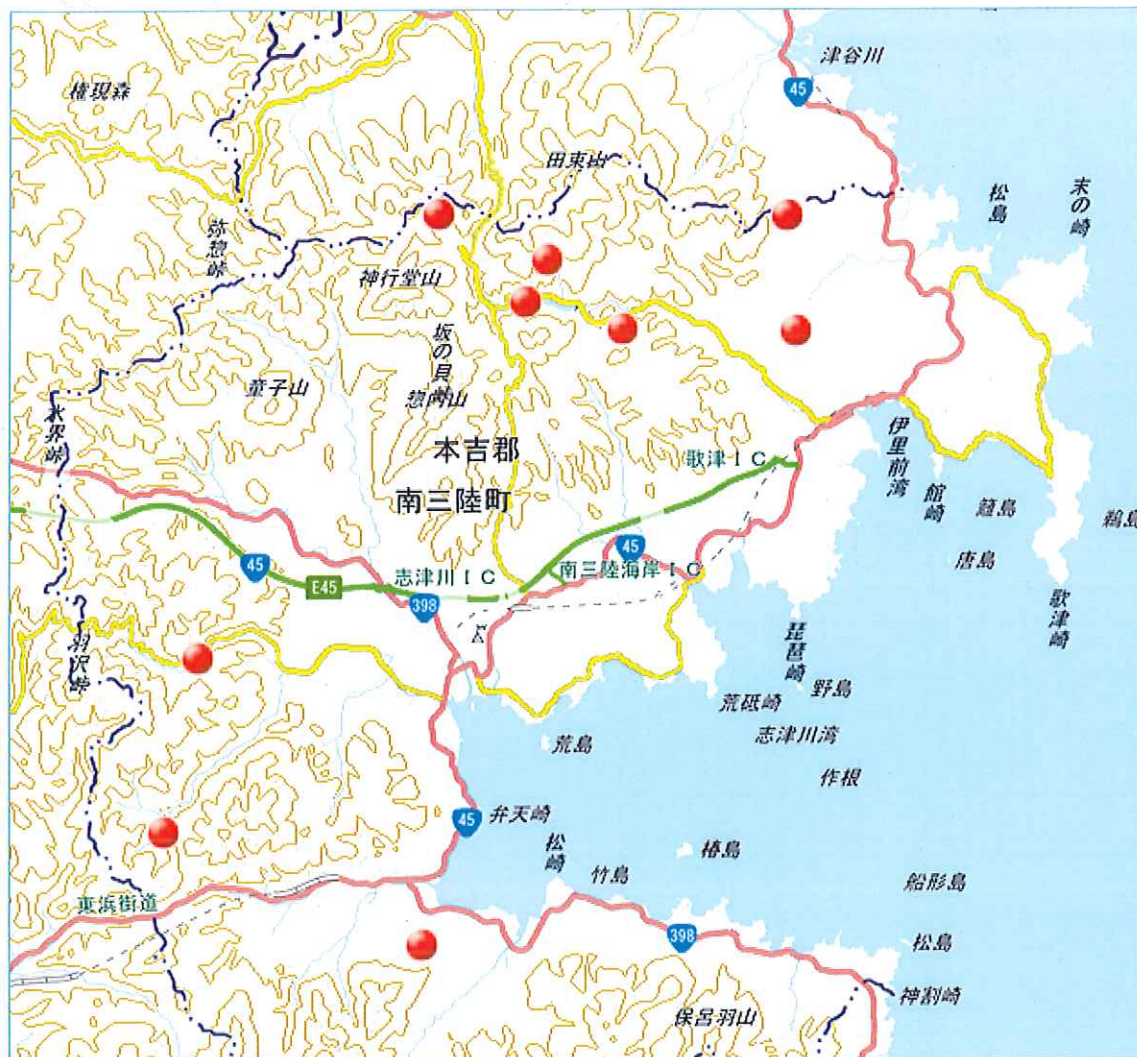 津谷川
45
権現森
田束山
松島
末の崎
弥惣峠
神行堂山
坂の貝峠
惣内山
童子山
水界峠
本吉郡
歌津IC
伊里前湾
南三陸町
館崎
鵜島
45
唐島
45
志津川IC
南三陸海岸IC
E45
398
歌津崎
琵琶崎
羽沢峠
野島
荒砥崎
志津川湾
荒島
作根
弁天崎
45
松崎
椿島
竹島
船形島
東浜街道
398
松島
神割崎
保呂羽山